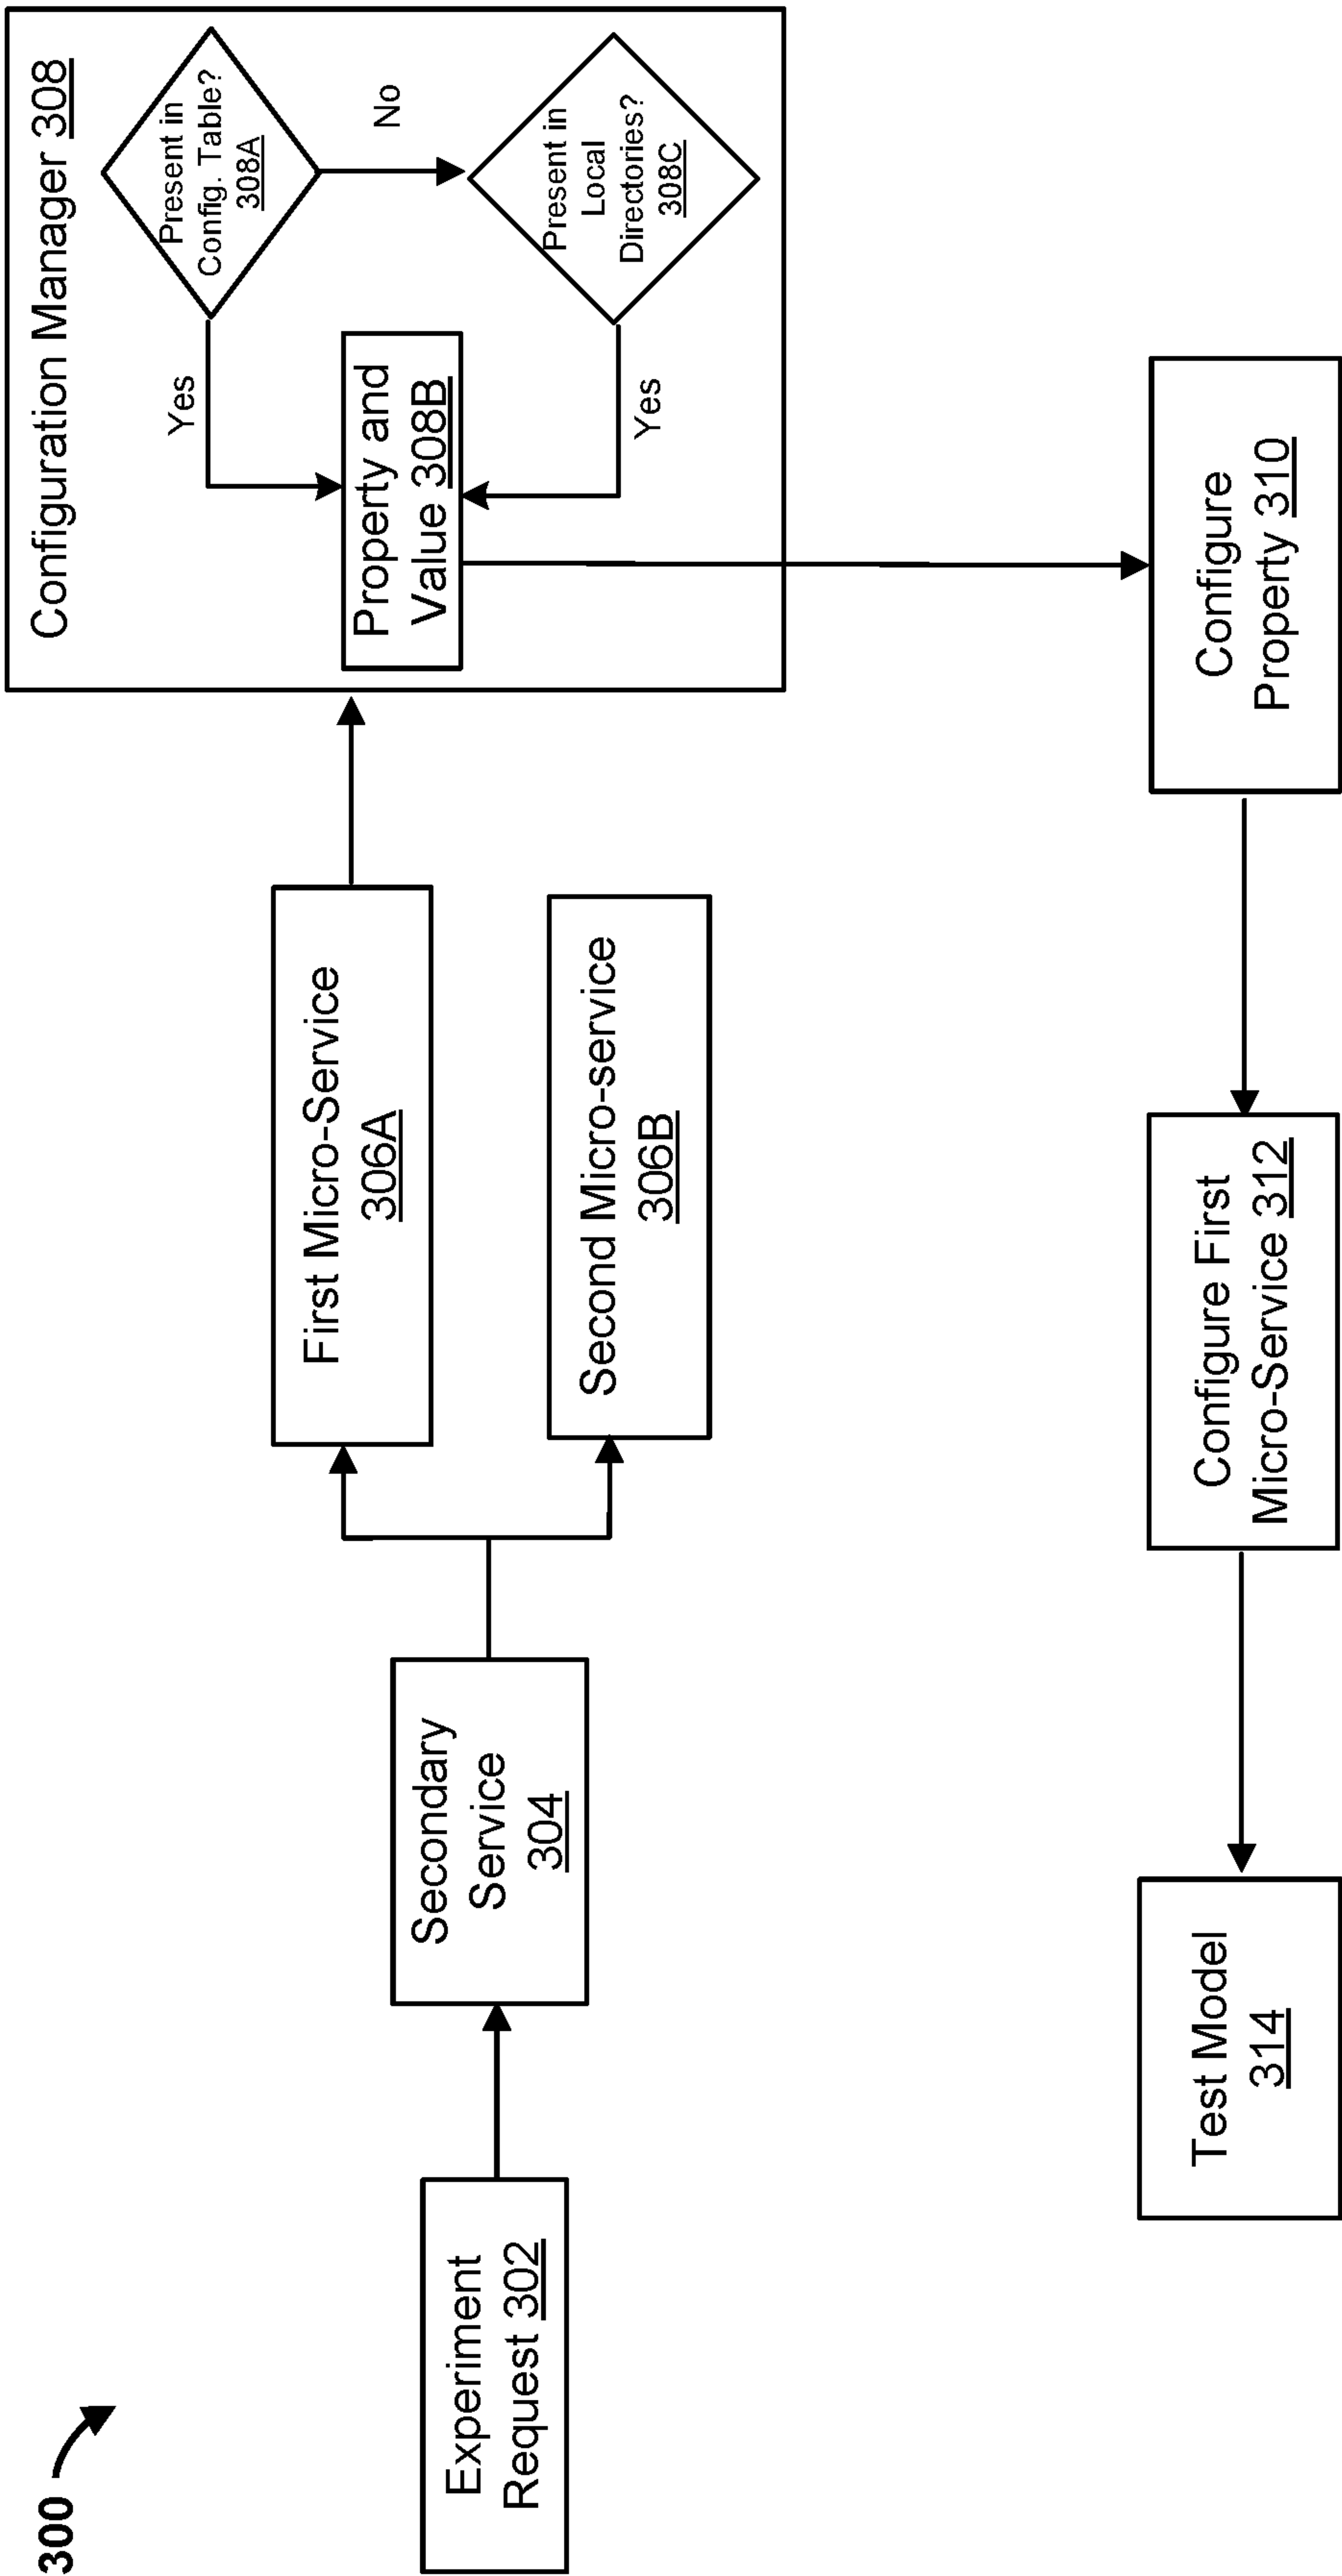 300
Experiment
Request 302
Secondary
Service
304
First Micro-Service
306A
Second Micro-service
306B
Configuration Manager 308
Present in
Config. Table?
308A
Yes
No
Property and
Value 308B
Present in
Local
Directories?
308C
Yes
Configure
Property 310
Configure First
Micro-Service 312
Test Model
314